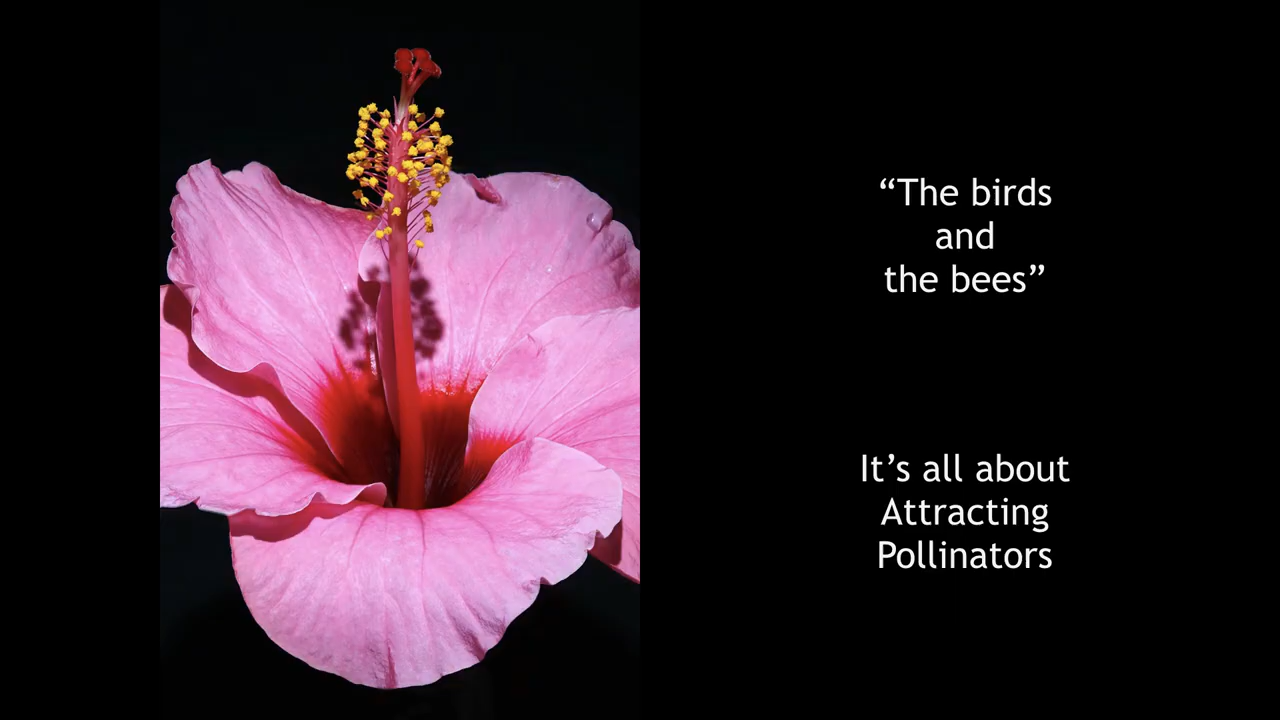 “The birds
and
the bees”
It’s all about
Attracting
Pollinators